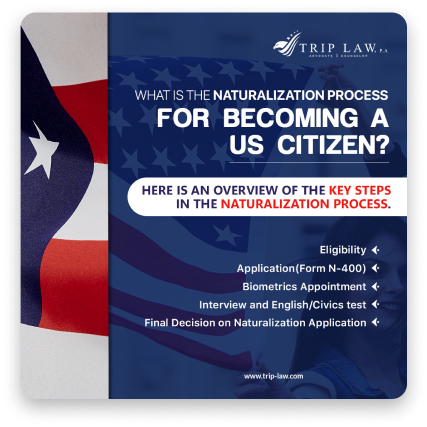 TRIP LAW, P.A.
ADVOCATE | COUNSELOR
WHAT IS THE NATURALIZATION PROCESS
FOR BECOMING A
US CITIZEN?
HERE IS AN OVERVIEW OF THE KEY STEPS
IN THE NATURALIZATION PROCESS.
Eligibility
Application(Form N-400)
Biometrics Appointment
Interview and English/Civics test
Final Decision on Naturalization Application
www.trip-law.com